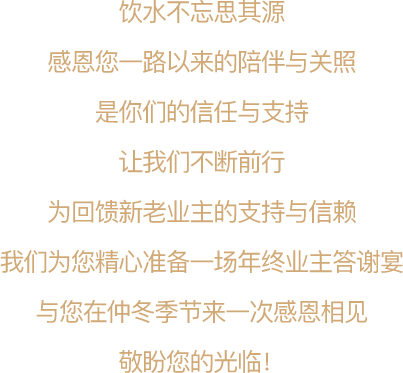 饮水不忘思其源
感恩您一路以来的陪伴与关照
是你们的信任与支持
让我们不断前行
为回馈新老业主的支持与信赖
我们为您精心准备一场年终业主答谢宴
与您在仲冬季节来一次感恩相见
敬盼您的光临！